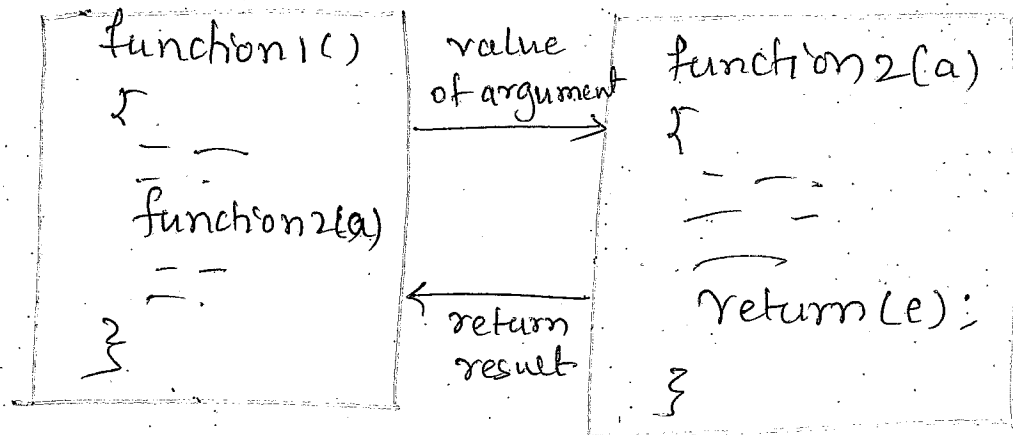 function1()
{
function2(a)
}
value
of argument
return
result
function2(a)
{
return(e);
}